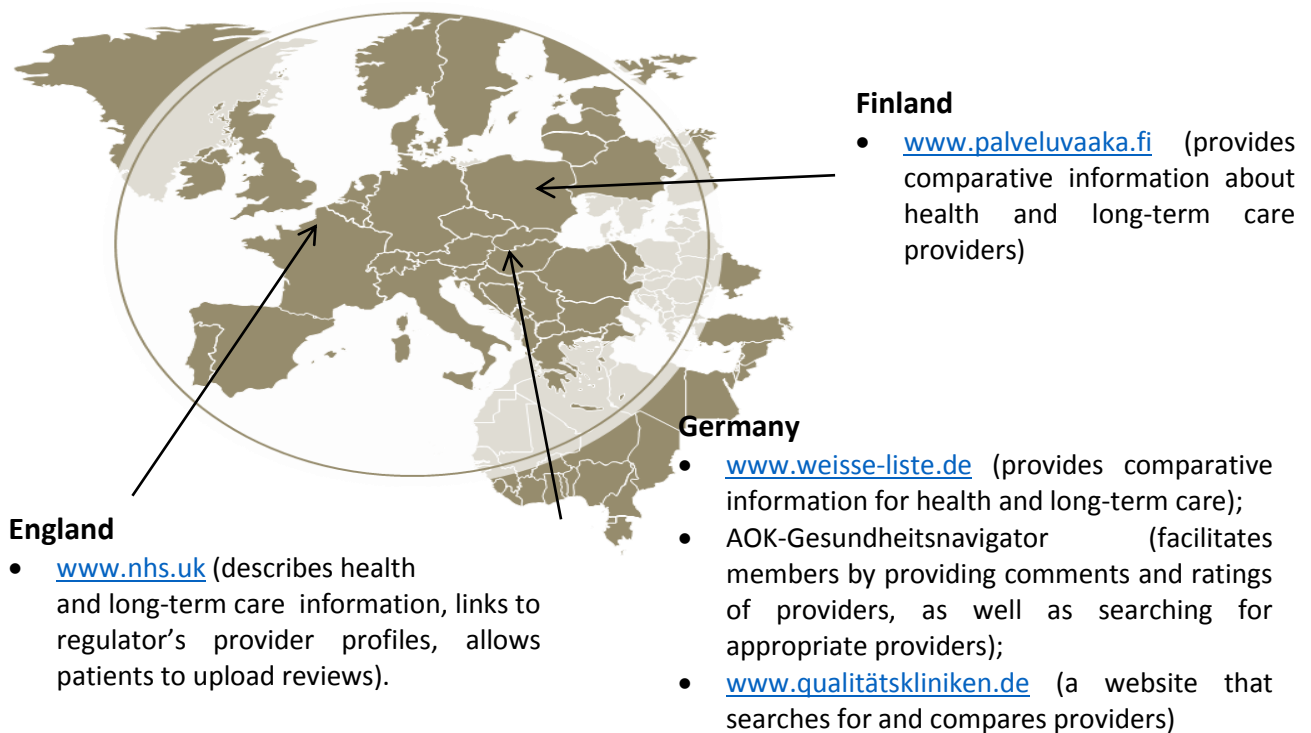 Finland
• www.palveluvaaka.fi (provides
comparative information about
health and long-term care
providers)
Germany
• www.weisse-liste.de (provides comparative
information for health and long-term care);
• AOK-Gesundheitsnavigator (facilitates
members by providing comments and ratings
of providers, as well as searching for
appropriate providers);
• www.qualitätskliniken.de (a website that
searches for and compares providers)
England
• www.nhs.uk (describes health
and long-term care information, links to
regulator's provider profiles, allows
patients to upload reviews).